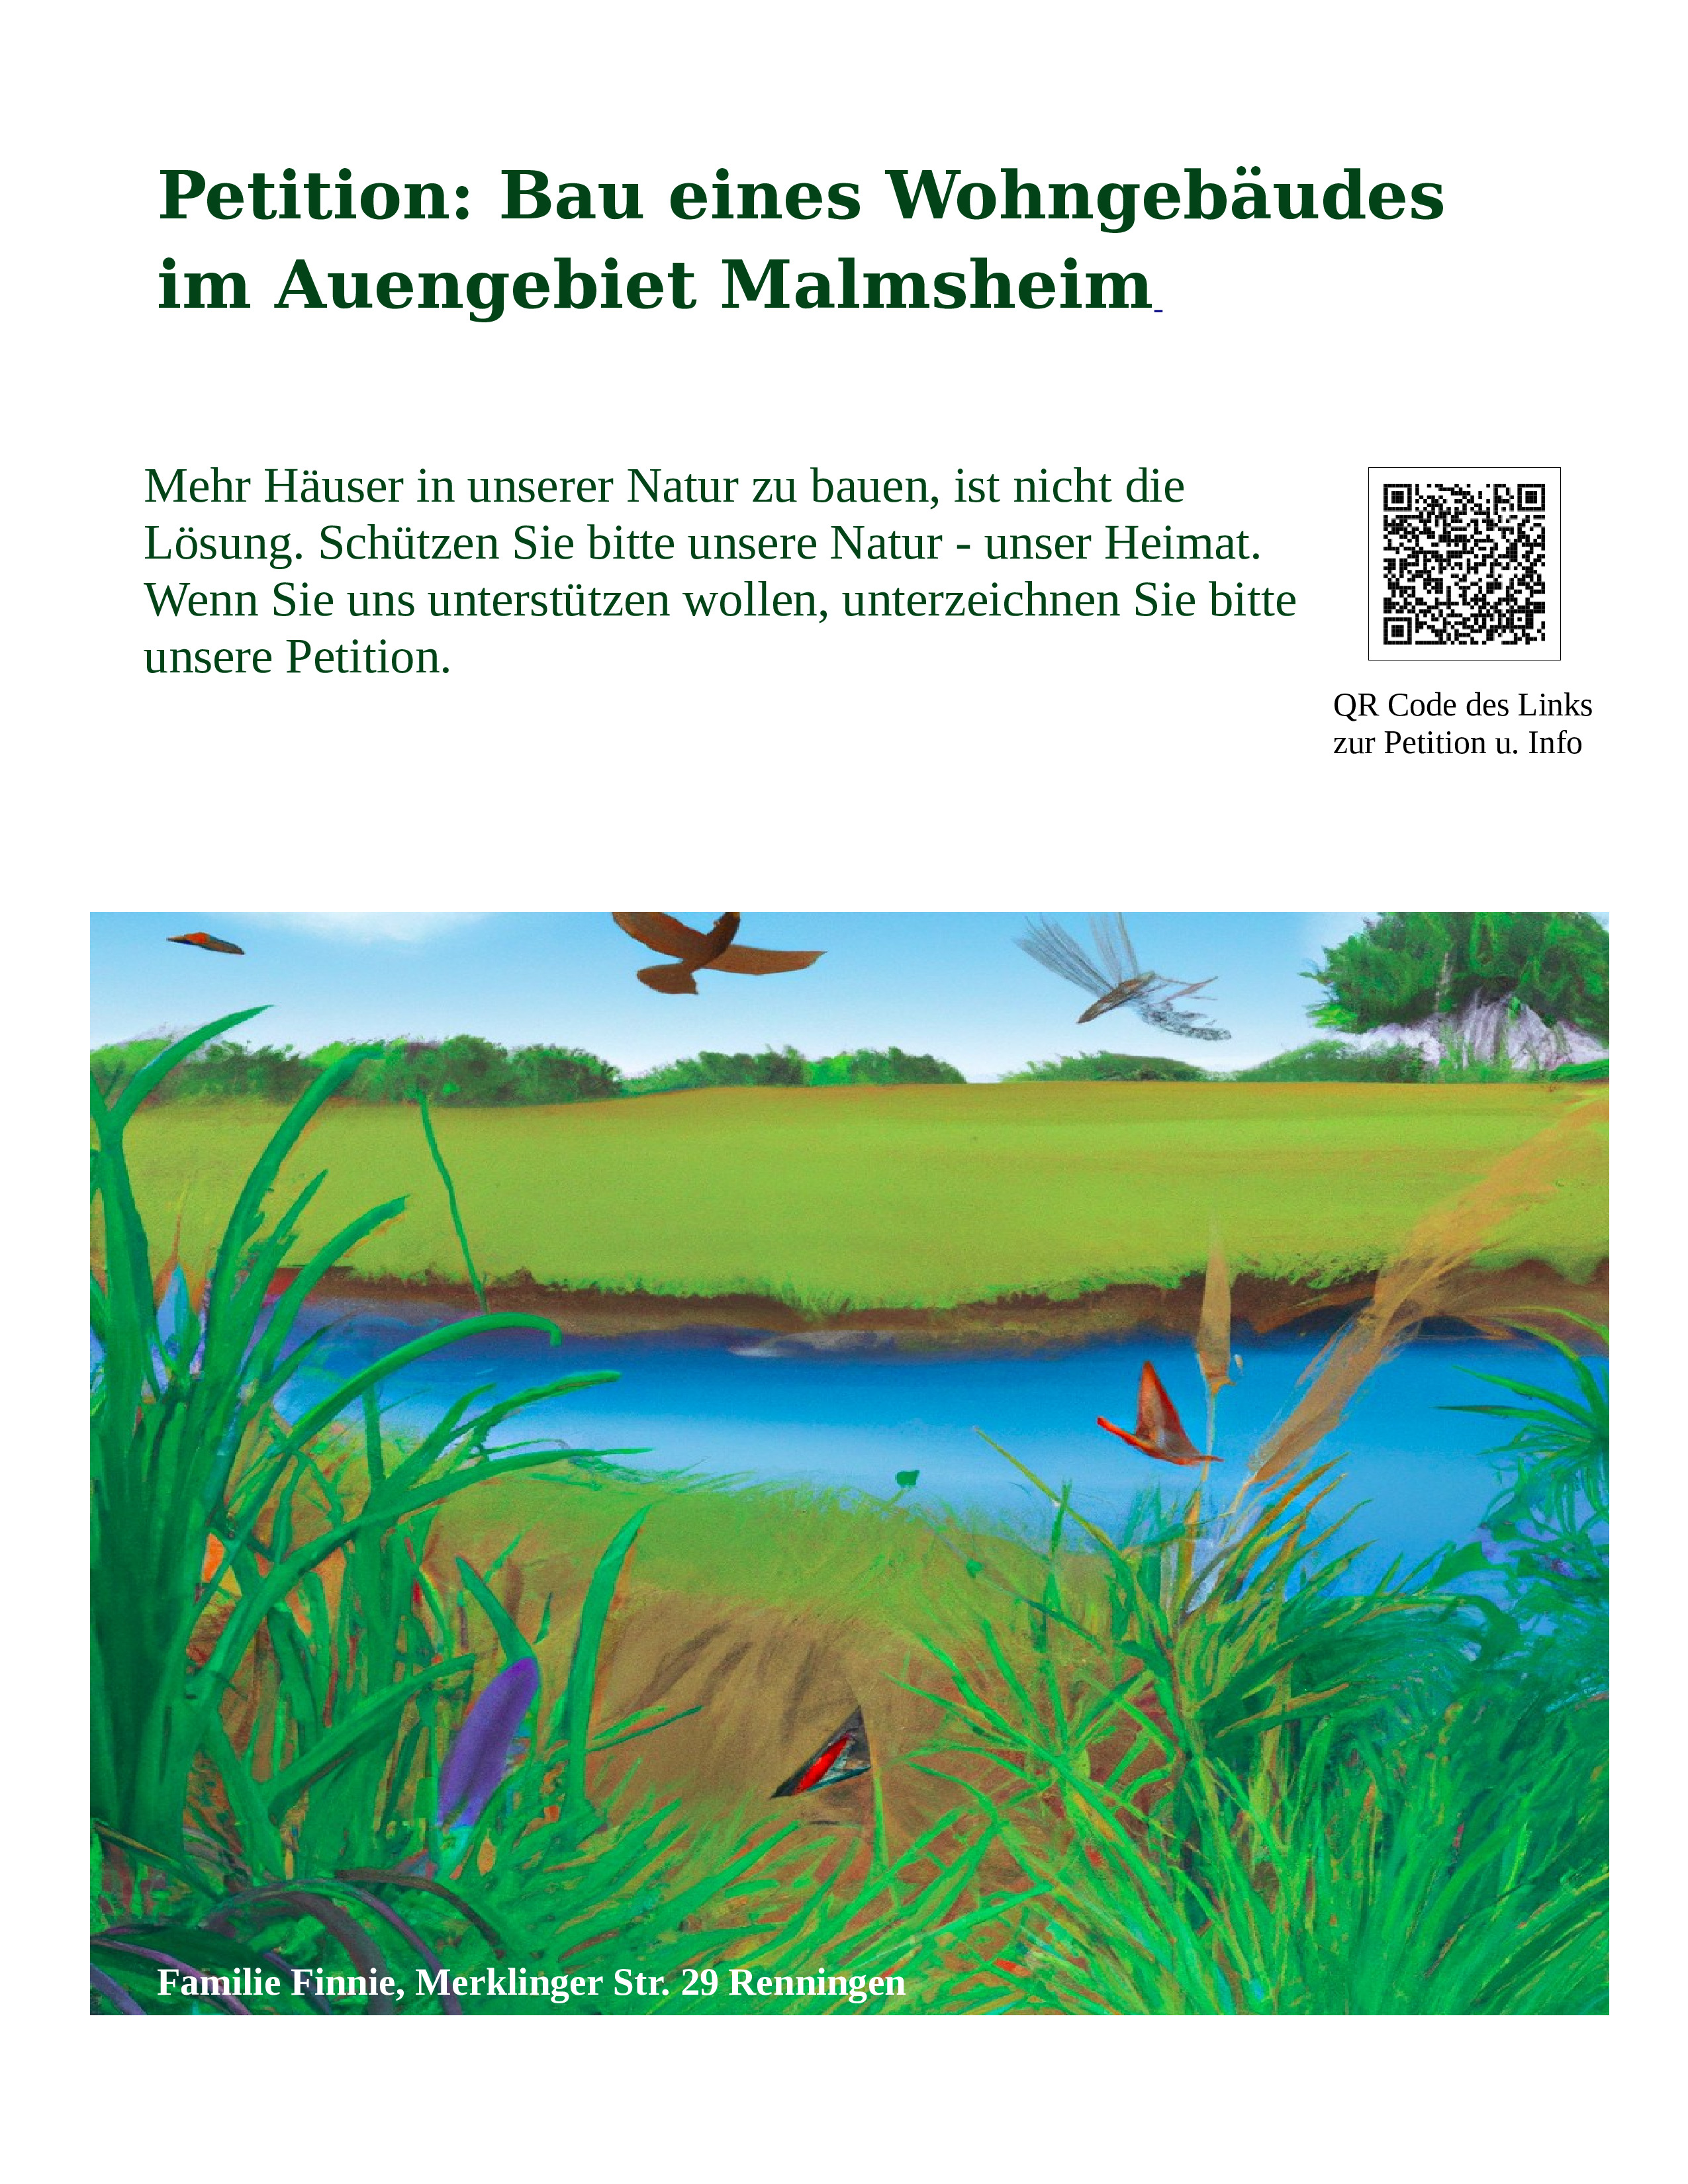 Petition: Bau eines Wohngebäudes
im Auengebiet Malmsheim
Mehr Häuser in unserer Natur zu bauen, ist nicht die
Lösung. Schützen Sie bitte unsere Natur - unser Heimat.
Wenn Sie uns unterstützen wollen, unterzeichnen Sie bitte
unsere Petition.
QR Code des Links
zur Petition u. Info
Familie Finnie, Merklinger Str. 29 Renningen